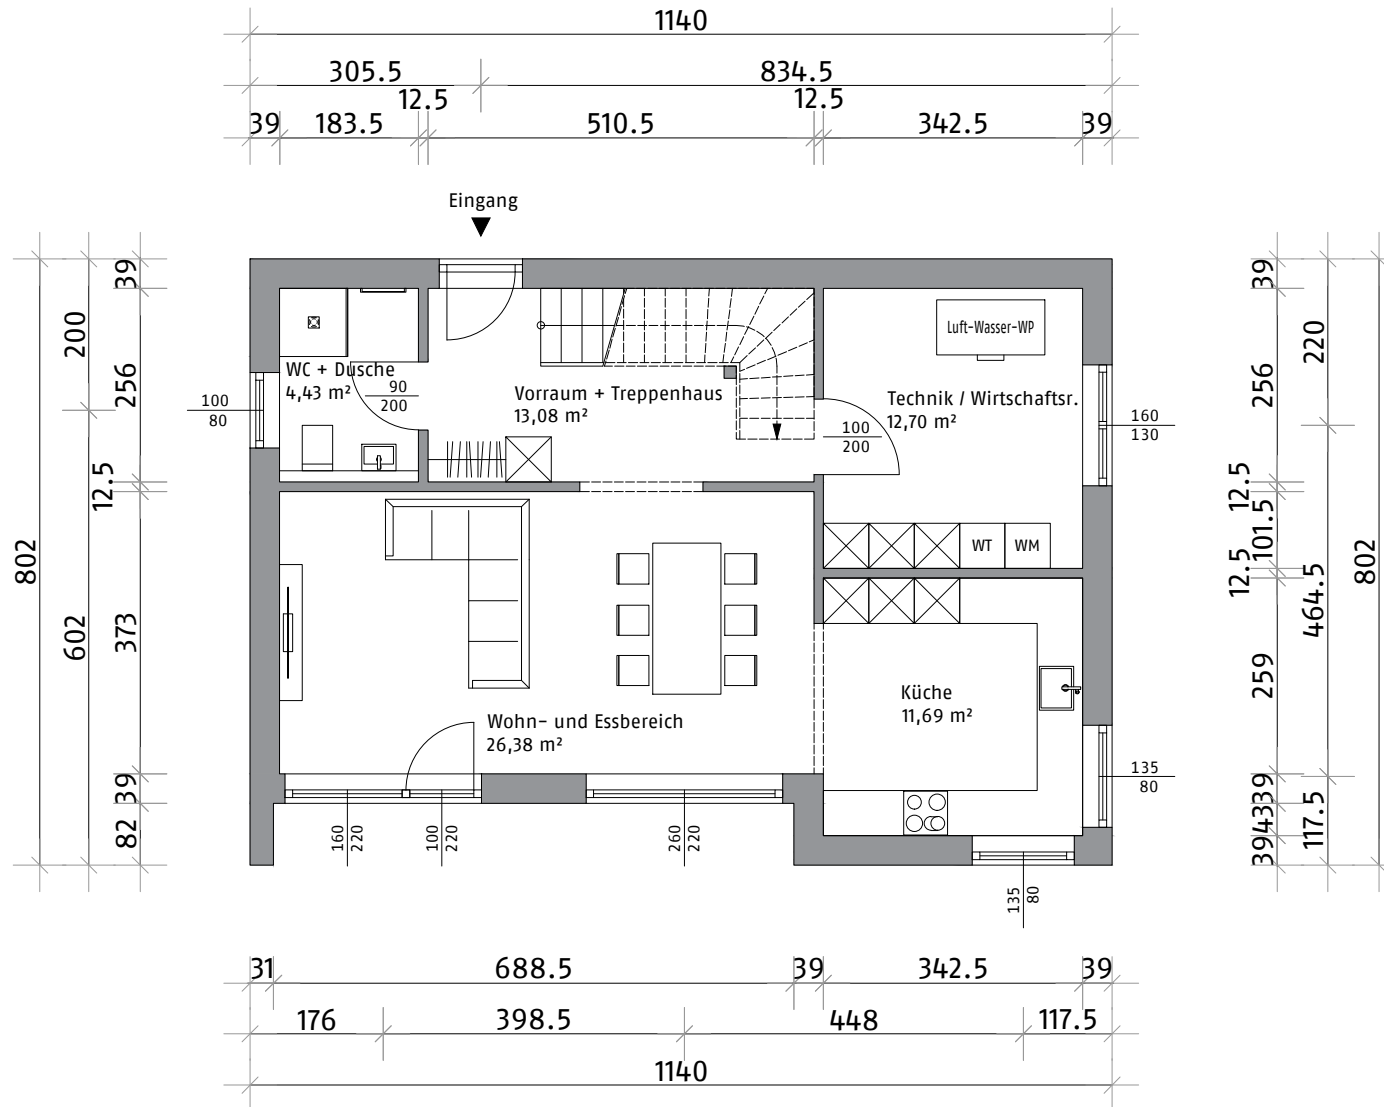 1140
305.5 834.5
12.5 12.5
39 183.5 510.5 342.5 39
Eingang
802
200 602
39 256 12.5 373 39 82
WC + Dusche
4,43 m²
90
200
100
80
Vorraum + Treppenhaus
13,08 m²
Luft-Wasser-WP
Technik / Wirtschaftsr.
12,70 m²
100
200
160
130
WT WM
Küche
11,69 m²
Wohn- und Essbereich
26,38 m²
135
80
160
220
100
220
260
220
135
80
39 256 12.5 101.5 12.5 259 39 43 39
220 464.5 117.5
802
31 688.5 39 342.5 39
176 398.5 448 117.5
1140